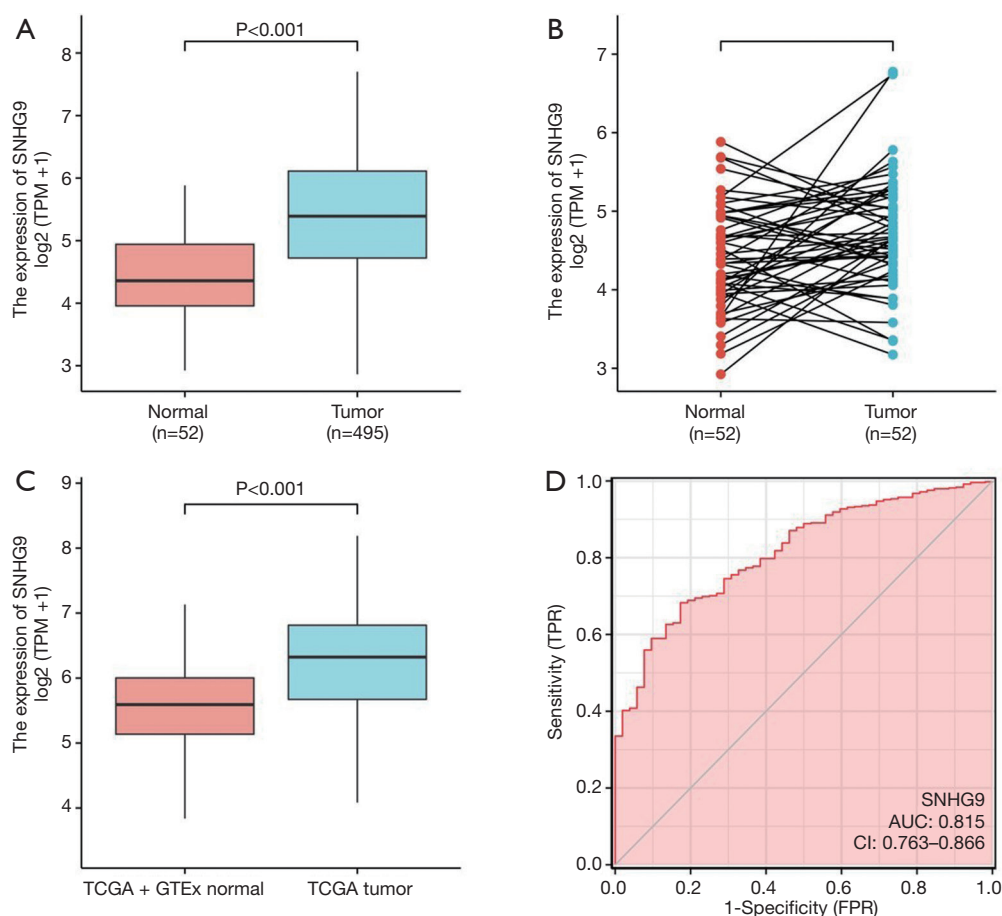 A
P<0.001
The expression of SNHG9
log2 (TPM +1)
8
7
6
5
4
3
Normal
(n=52)
Tumor
(n=495)
B
The expression of SNHG9
log2 (TPM +1)
7
6
5
4
3
Normal
(n=52)
Tumor
(n=52)
C
P<0.001
The expression of SNHG9
log2 (TPM +1)
9
8
7
6
5
4
TCGA + GTEx normal
TCGA tumor
D
Sensitivity (TPR)
1.0
0.8
0.6
0.4
0.2
0.0
SNHG9
AUC: 0.815
CI: 0.763–0.866
0.0 0.2 0.4 0.6 0.8 1.0
1-Specificity (FPR)